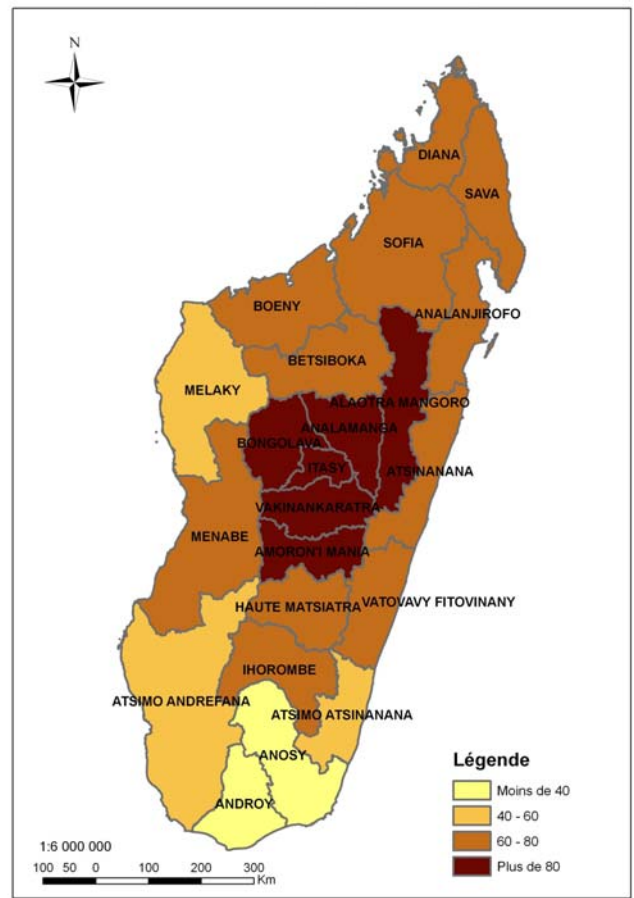 N
DIANA
SAVA
SOFIA
BOENY
ANALANJIROFO
BETSIBOKA
MELAKY
ALAOTRA MANGORO
ANALAMANGA
BONGOLAVA
ITASY
ATSINANANA
VAKINANKARATRA
MENABE
AMORON'I MANIA
HAUTE MATSIATRA
VATOVAVY FITOVINANY
IHOROMBE
ATSIMO ANDREFANA
ATSIMO ATSINANANA
ANOSY
ANDROY
Légende
Moins de 40
40 - 60
60 - 80
Plus de 80
1:6 000 000
100 50 0 100 200 300
Km